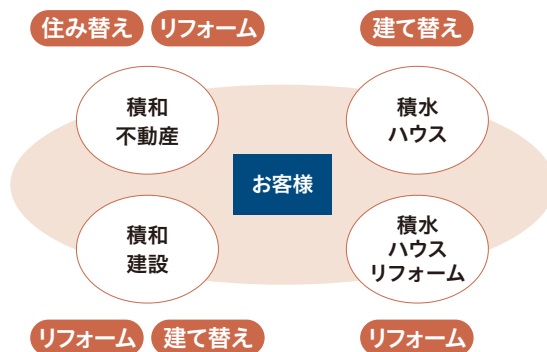 住み替え
リフォーム
建て替え
積和
不動産
積水
ハウス
お客様
積和
建設
積水
ハウス
リフォーム
リフォーム
建て替え
リフォーム